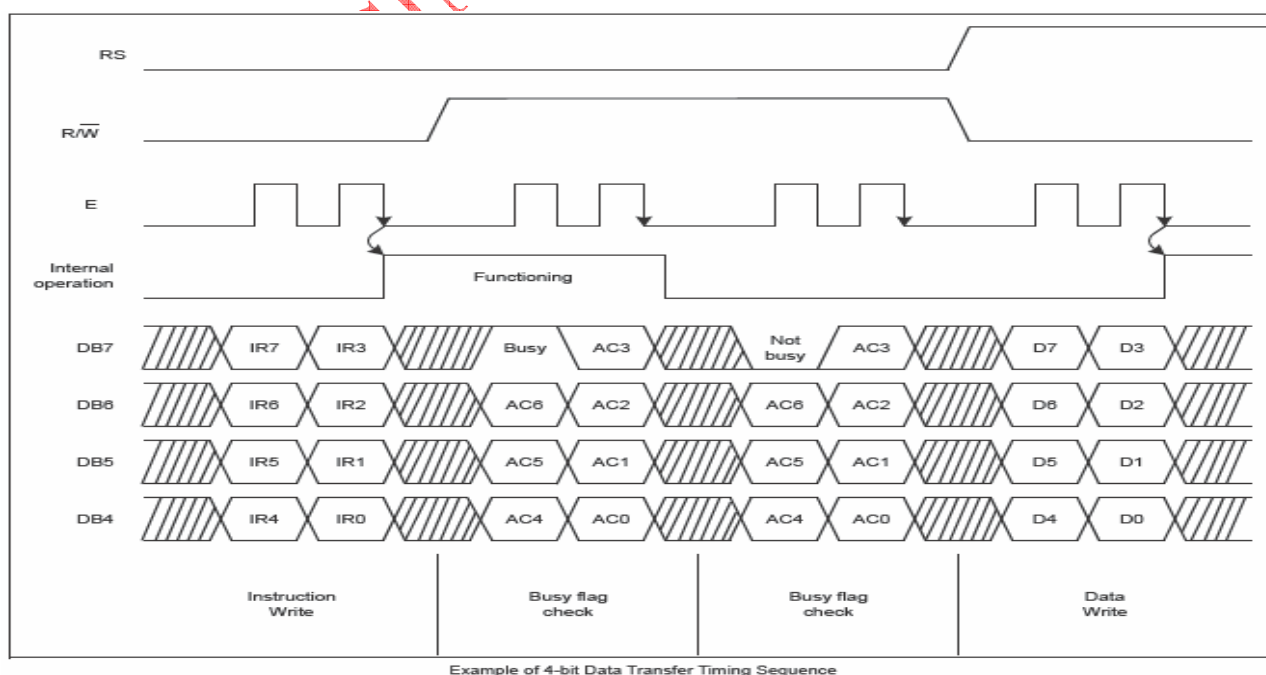 RS
R/W
E
Internal
operation
Functioning
DB7
IR7
IR3
Busy
AC3
Not
busy
AC3
D7
D3
DB6
IR6
IR2
AC6
AC2
AC6
AC2
D6
D2
DB5
IR5
IR1
AC5
AC1
AC5
AC1
D5
D1
DB4
IR4
IR0
AC4
AC0
AC4
AC0
D4
D0
Instruction
Write
Busy flag
check
Busy flag
check
Data
Write
Example of 4-bit Data Transfer Timing Sequence